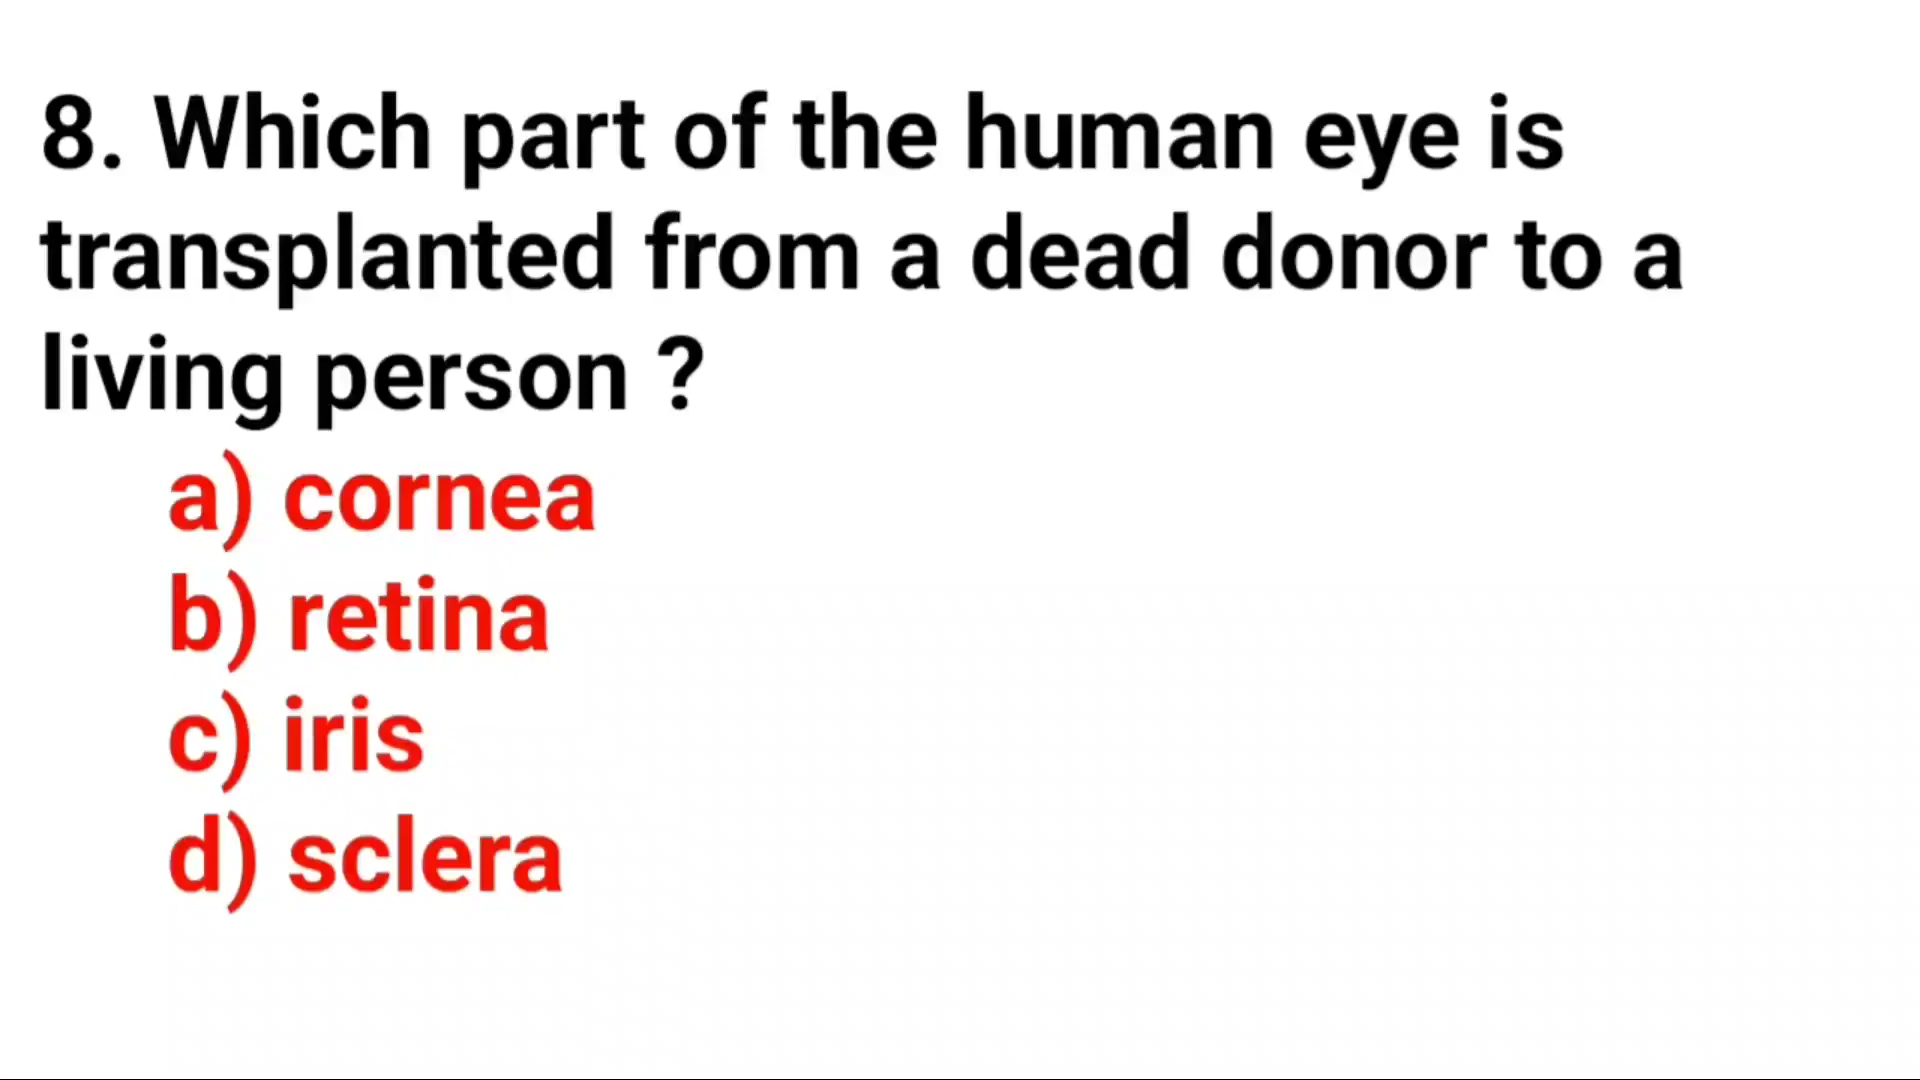 8. Which part of the human eye is
transplanted from a dead donor to a
living person ?
a) cornea
b) retina
c) iris
d) sclera